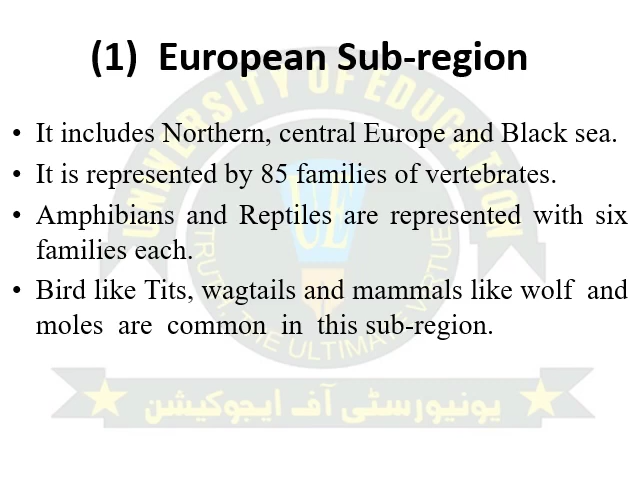 (1) European Sub-region
• It includes Northern, central Europe and Black sea.
• It is represented by 85 families of vertebrates.
• Amphibians and Reptiles are represented with six
families each.
• Bird like Tits, wagtails and mammals like wolf and
moles are common in this sub-region.
UNIVERSITY OF EDUCATION
UE
TRUTH, THE ULTIMATE VIRTUE
یونیورسٹی آف ایجوکیشن